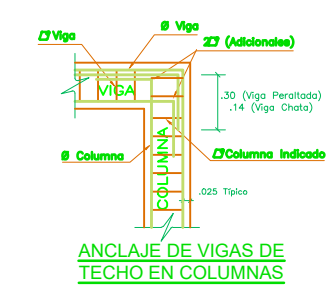 Ø Viga
Viga
2 (Adicionales)
VIGA
.30 (Viga Peraltada)
.14 (Viga Chata)
Ø Columna
COLUMNA
Columna Indicado
.025 Típico
ANCLAJE DE VIGAS DE
TECHO EN COLUMNAS